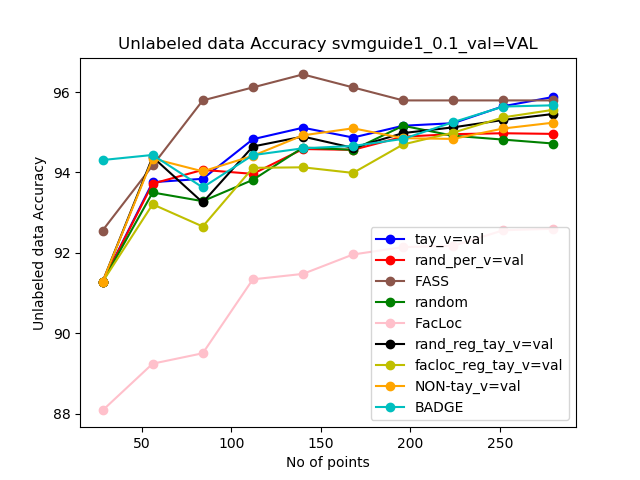 Unlabeled data Accuracy svmguide1_0.1_val=VAL
Unlabeled data Accuracy
96
94
92
90
88
50
100
150
200
250
No of points
tay_v=val
rand_per_v=val
FASS
random
FacLoc
rand_reg_tay_v=val
facloc_reg_tay_v=val
NON-tay_v=val
BADGE